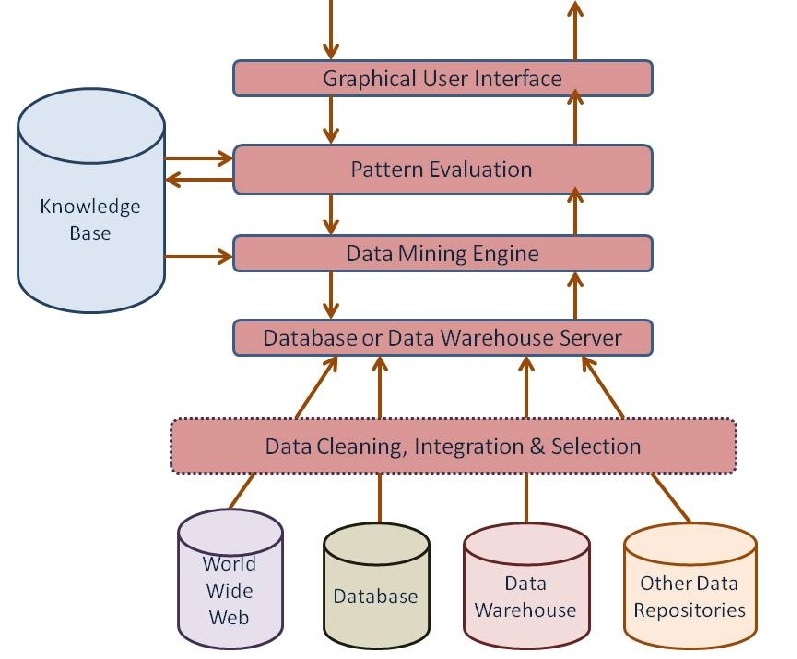 Graphical User Interface
Pattern Evaluation
Knowledge
Base
Data Mining Engine
Database or Data Warehouse Server
Data Cleaning, Integration & Selection
World
Wide
Web
Database
Data
Warehouse
Other Data
Repositories